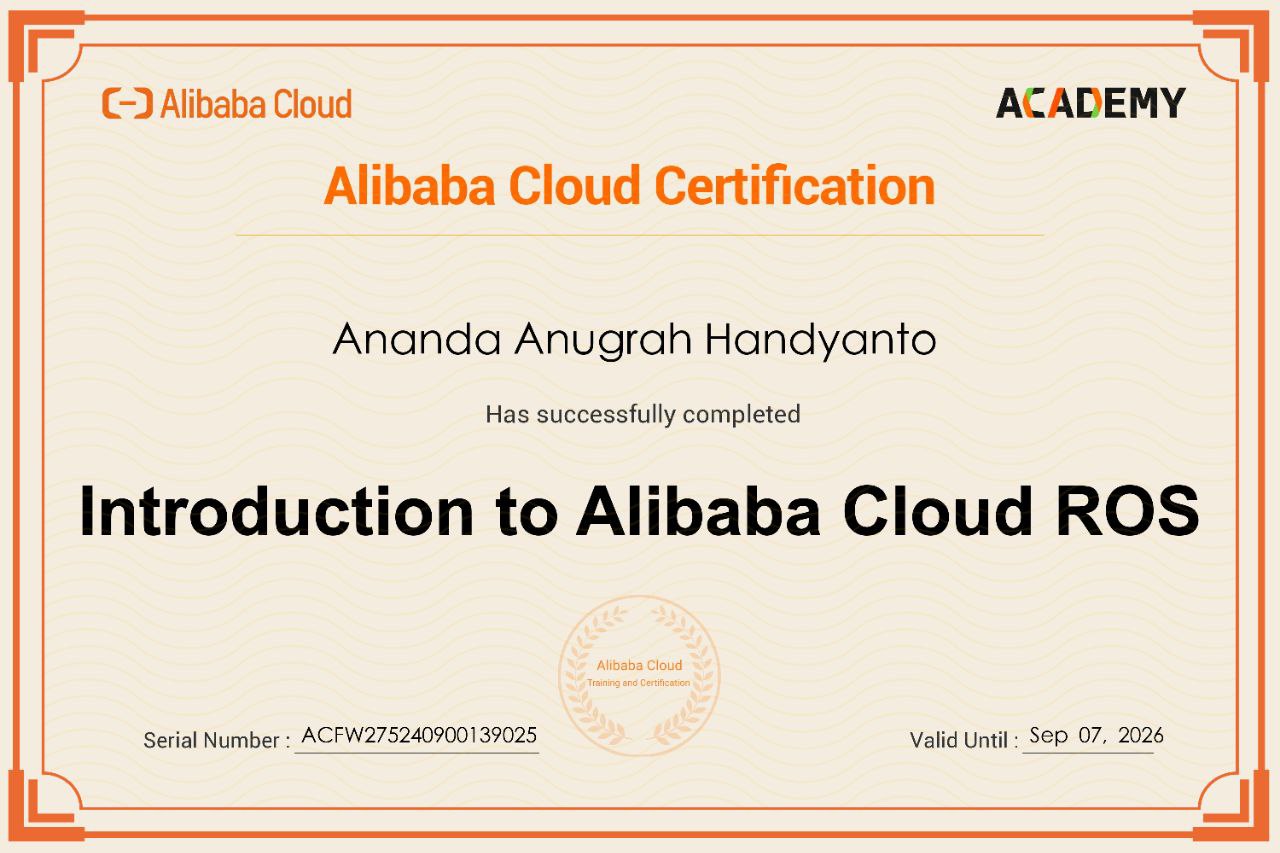 Alibaba Cloud
ACADEMY
Alibaba Cloud Certification
Ananda Anugrah Handyanto
Has successfully completed
Introduction to Alibaba Cloud ROS
Alibaba Cloud
Training and Certification
Serial Number : ACFW275240900139025
Valid Until : Sep 07, 2026